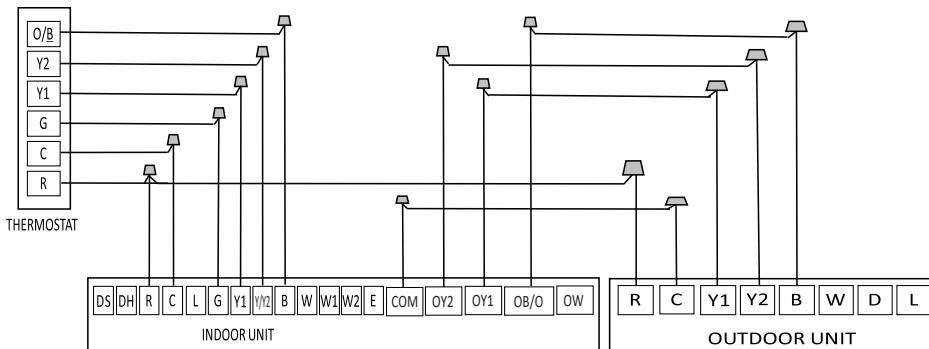 O/B
Y2
Y1
G
C
R
THERMOSTAT
DS DH R C L G Y1 Y/Y2 B W W1 W2 E COM OY2 OY1 OB/O OW
INDOOR UNIT
R C Y1 Y2 B W D L
OUTDOOR UNIT